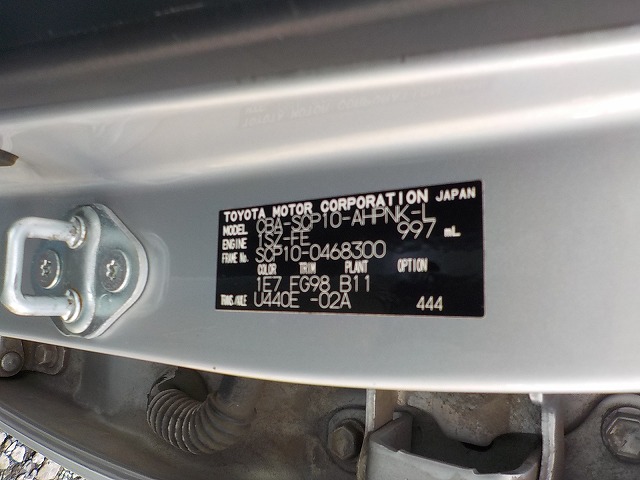 TOYOTA MOTOR CORPORATION JAPAN
MODEL CBA-SCP10-AHPNK-L
ENGINE 1SZ-FE 997 mL
FRAME No. SCP10-0468300
COLOR TRIM PLANT OPTION
1E7 FG98 B11
TRANS./AXLE U440E -02A 444